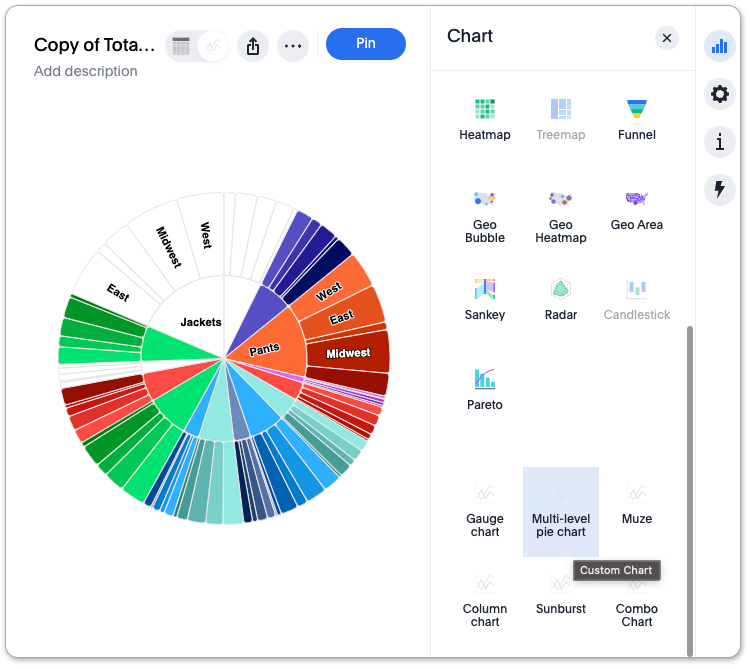 Copy of Tota...
Pin
Add description
Chart
Heatmap
Treemap
Funnel
Geo
Bubble
Geo
Heatmap
Geo Area
Sankey
Radar
Candlestick
Pareto
Gauge
chart
Multi-level
pie chart
Muze
Custom Chart
Column
chart
Sunburst
Combo
Chart
West
Midwest
East
Jackets
West
East
Pants
Midwest